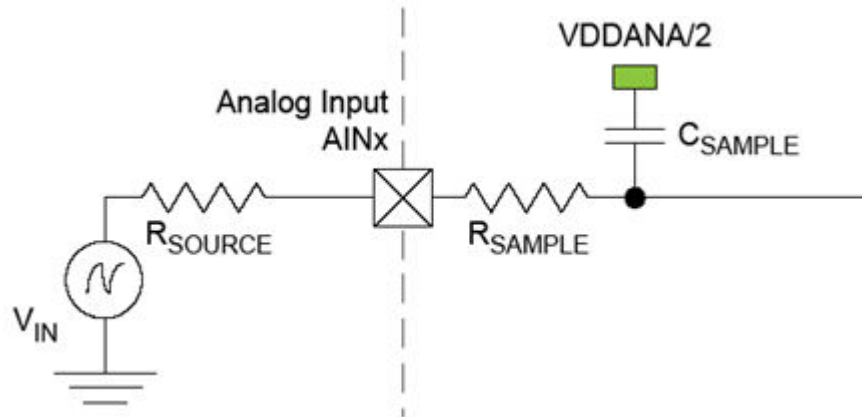 VDDANA/2
Analog Input
AINx
CSAMPLE
RSOURCE
RSAMPLE
VIN